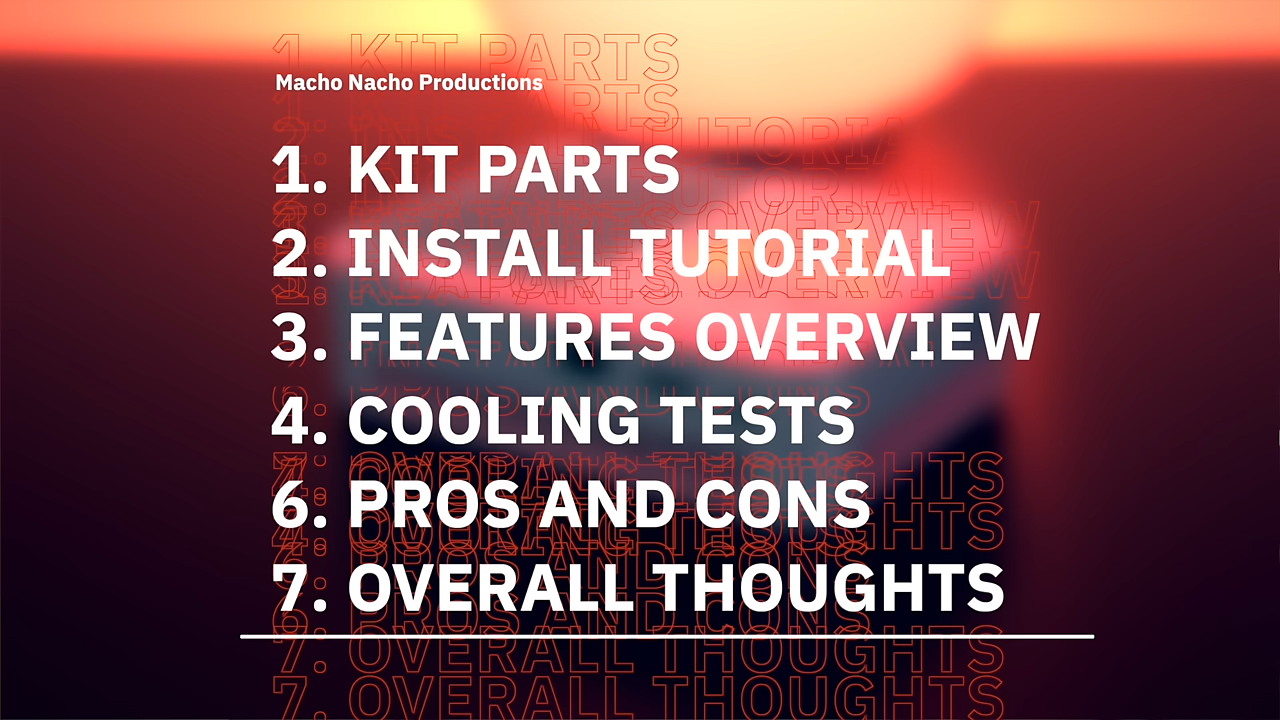 Macho Nacho Productions
1. KIT PARTS
2. INSTALL TUTORIAL
3. FEATURES OVERVIEW
4. COOLING TESTS
6. PROS AND CONS
7. OVERALL THOUGHTS